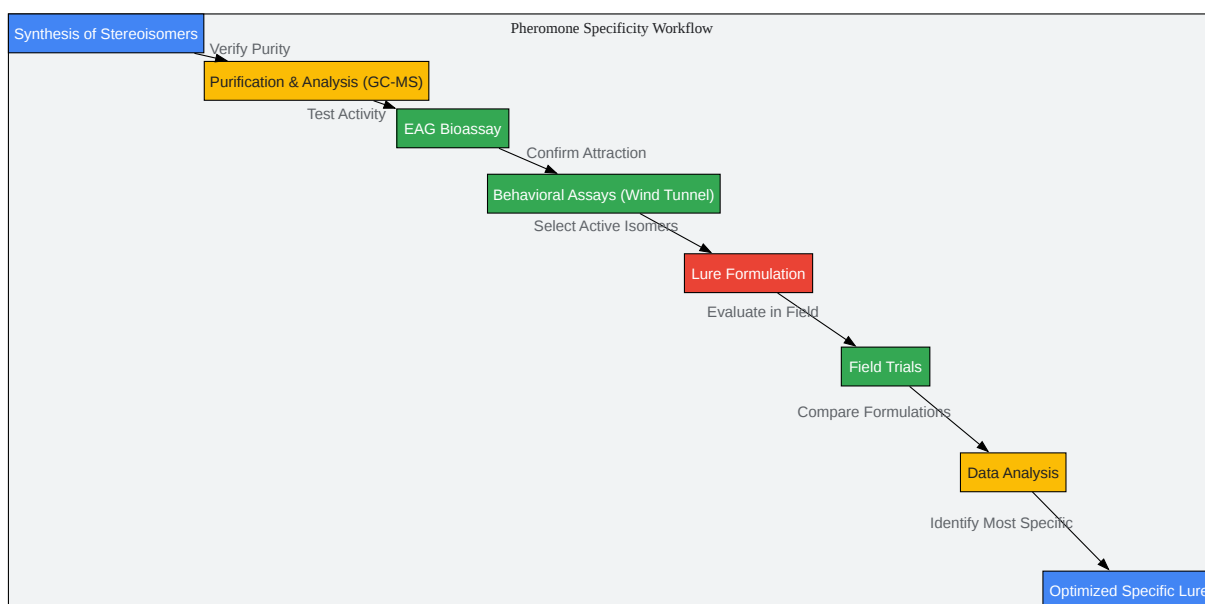 Pheromone Specificity Workflow
Synthesis of Stereoisomers
Verify Purity
Purification & Analysis (GC-MS)
Test Activity
EAG Bioassay
Confirm Attraction
Behavioral Assays (Wind Tunnel)
Select Active Isomers
Lure Formulation
Evaluate in Field
Field Trials
Compare Formulations
Data Analysis
Identify Most Specific
Optimized Specific Lure